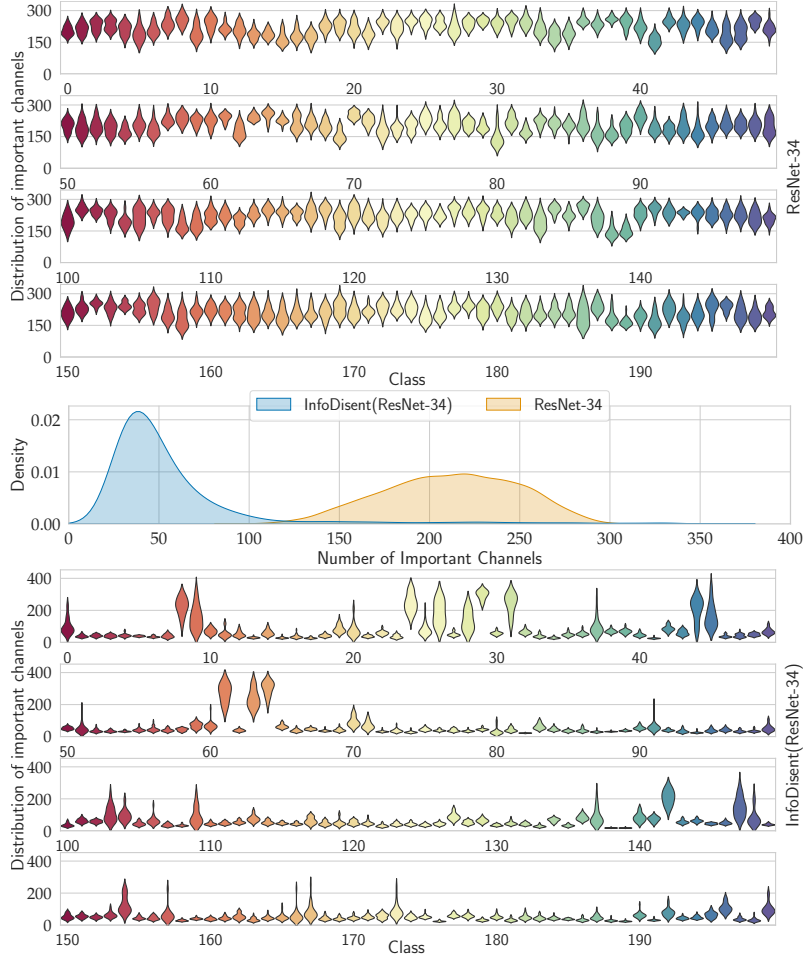 300
150
0
0 10 20 30 40
300
150
0
50 60 70 80 90
300
150
0
100 110 120 130 140
300
150
0
150 160 170 180 190
Class
Distribution of important channels
ResNet-34
InfoDisent(ResNet-34) ResNet-34
0.02
0.01
0.00
Density
0 50 100 150 200 250 300 350 400
Number of Important Channels
400
200
0
0 10 20 30 40
400
200
0
50 60 70 80 90
400
200
0
100 110 120 130 140
400
200
0
150 160 170 180 190
Class
Distribution of important channels
InfoDisent(ResNet-34)